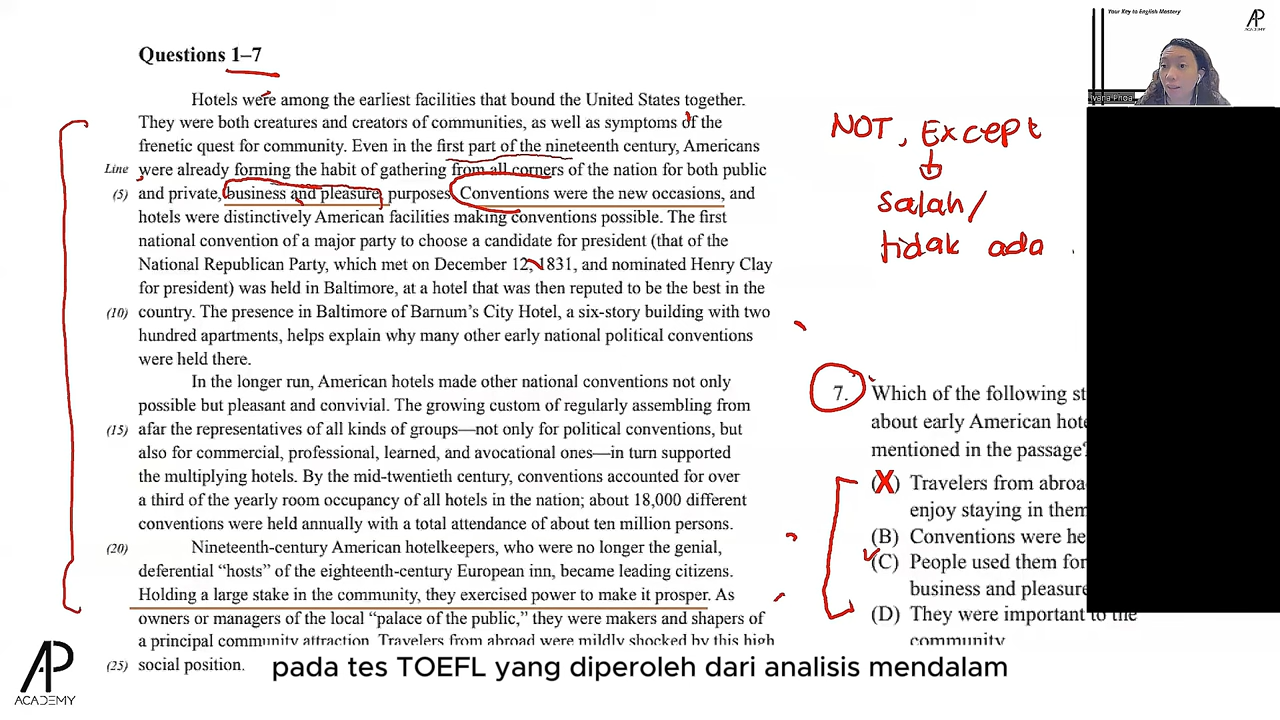 Your Key to English Mastery
AP
ACADEMY
Questions 1–7
Hotels were among the earliest facilities that bound the United States together.
They were both creatures and creators of communities, as well as symptoms of the
frenetic quest for community. Even in the first part of the nineteenth century, Americans
Line were already forming the habit of gathering from all corners of the nation for both public
(5) and private, business and pleasure, purposes. Conventions were the new occasions, and
hotels were distinctively American facilities making conventions possible. The first
national convention of a major party to choose a candidate for president (that of the
National Republican Party, which met on December 12, 1831, and nominated Henry Clay
for president) was held in Baltimore, at a hotel that was then reputed to be the best in the
(10) country. The presence in Baltimore of Barnum's City Hotel, a six-story building with two
hundred apartments, helps explain why many other early national political conventions
were held there.
In the longer run, American hotels made other national conventions not only
possible but pleasant and convivial. The growing custom of regularly assembling from
(15) afar the representatives of all kinds of groups—not only for political conventions, but
also for commercial, professional, learned, and avocational ones—in turn supported
the multiplying hotels. By the mid-twentieth century, conventions accounted for over
a third of the yearly room occupancy of all hotels in the nation; about 18,000 different
conventions were held annually with a total attendance of about ten million persons.
(20) Nineteenth-century American hotelkeepers, who were no longer the genial,
deferential “hosts” of the eighteenth-century European inn, became leading citizens.
Holding a large stake in the community, they exercised power to make it prosper. As
owners or managers of the local “palace of the public,” they were makers and shapers of
a principal community attraction. Travelers from abroad were mildly shocked by this high
(25) social position.
NOT, Except
salah/
tidak ada
7. Which of the following st
about early American hote
mentioned in the passage?
(X) Travelers from abroa
enjoy staying in them
(B) Conventions were he
(C) People used them for
business and pleasure
(D) They were important to the
community
AP
ACADEMY
pada tes TOEFL yang diperoleh dari analisis mendalam